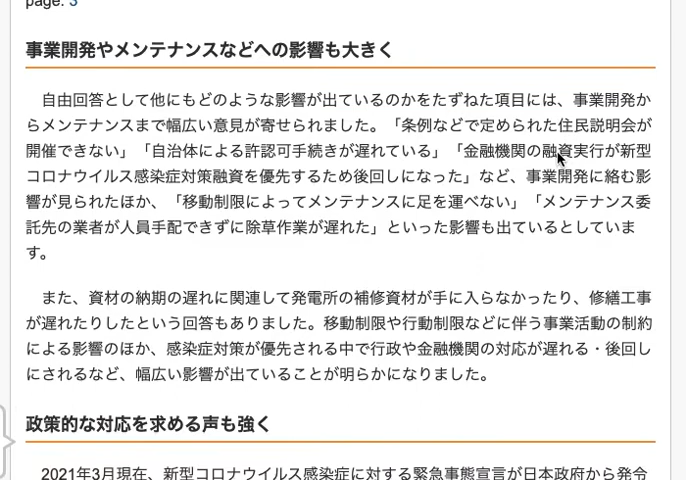 page: 3
事業開発やメンテナンスなどへの影響も大きく
自由回答として他にもどのような影響が出ているのかをたずねた項目には、事業開発か
らメンテナンスまで幅広い意見が寄せられました。「条例などで定められた住民説明会が
開催できない」「自治体による許認可手続きが遅れている」「金融機関の融資実行が新型
コロナウイルス感染症対策融資を優先するため後回しになった」など、事業開発に絡む影
響が見られたほか、「移動制限によってメンテナンスに足を運べない」「メンテナンス委
託先の業者が人員手配できずに除草作業が遅れた」といった影響も出ているとしていま
す。
また、資材の納期の遅れに関連して発電所の補修資材が手に入らなかったり、修繕工事
が遅れたりしたという回答もありました。移動制限や行動制限などに伴う事業活動の制約
による影響のほか、感染症対策が優先される中で行政や金融機関の対応が遅れる・後回し
にされるなど、幅広い影響が出ていることが明らかになりました。
政策的な対応を求める声も強く
2021年3月現在、新型コロナウイルス感染症に対する緊急事態宣言が日本政府から発令